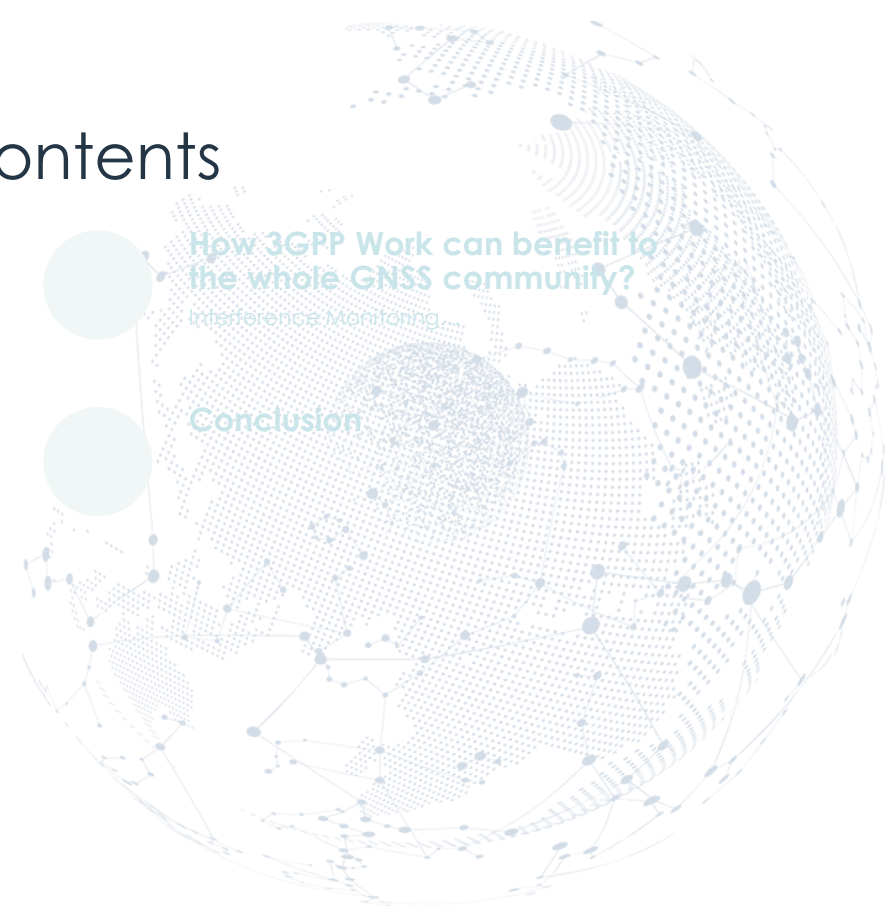 ontents
How 3GPP Work can benefit to
the whole GNSS community?
Interference Monitoring
Conclusion